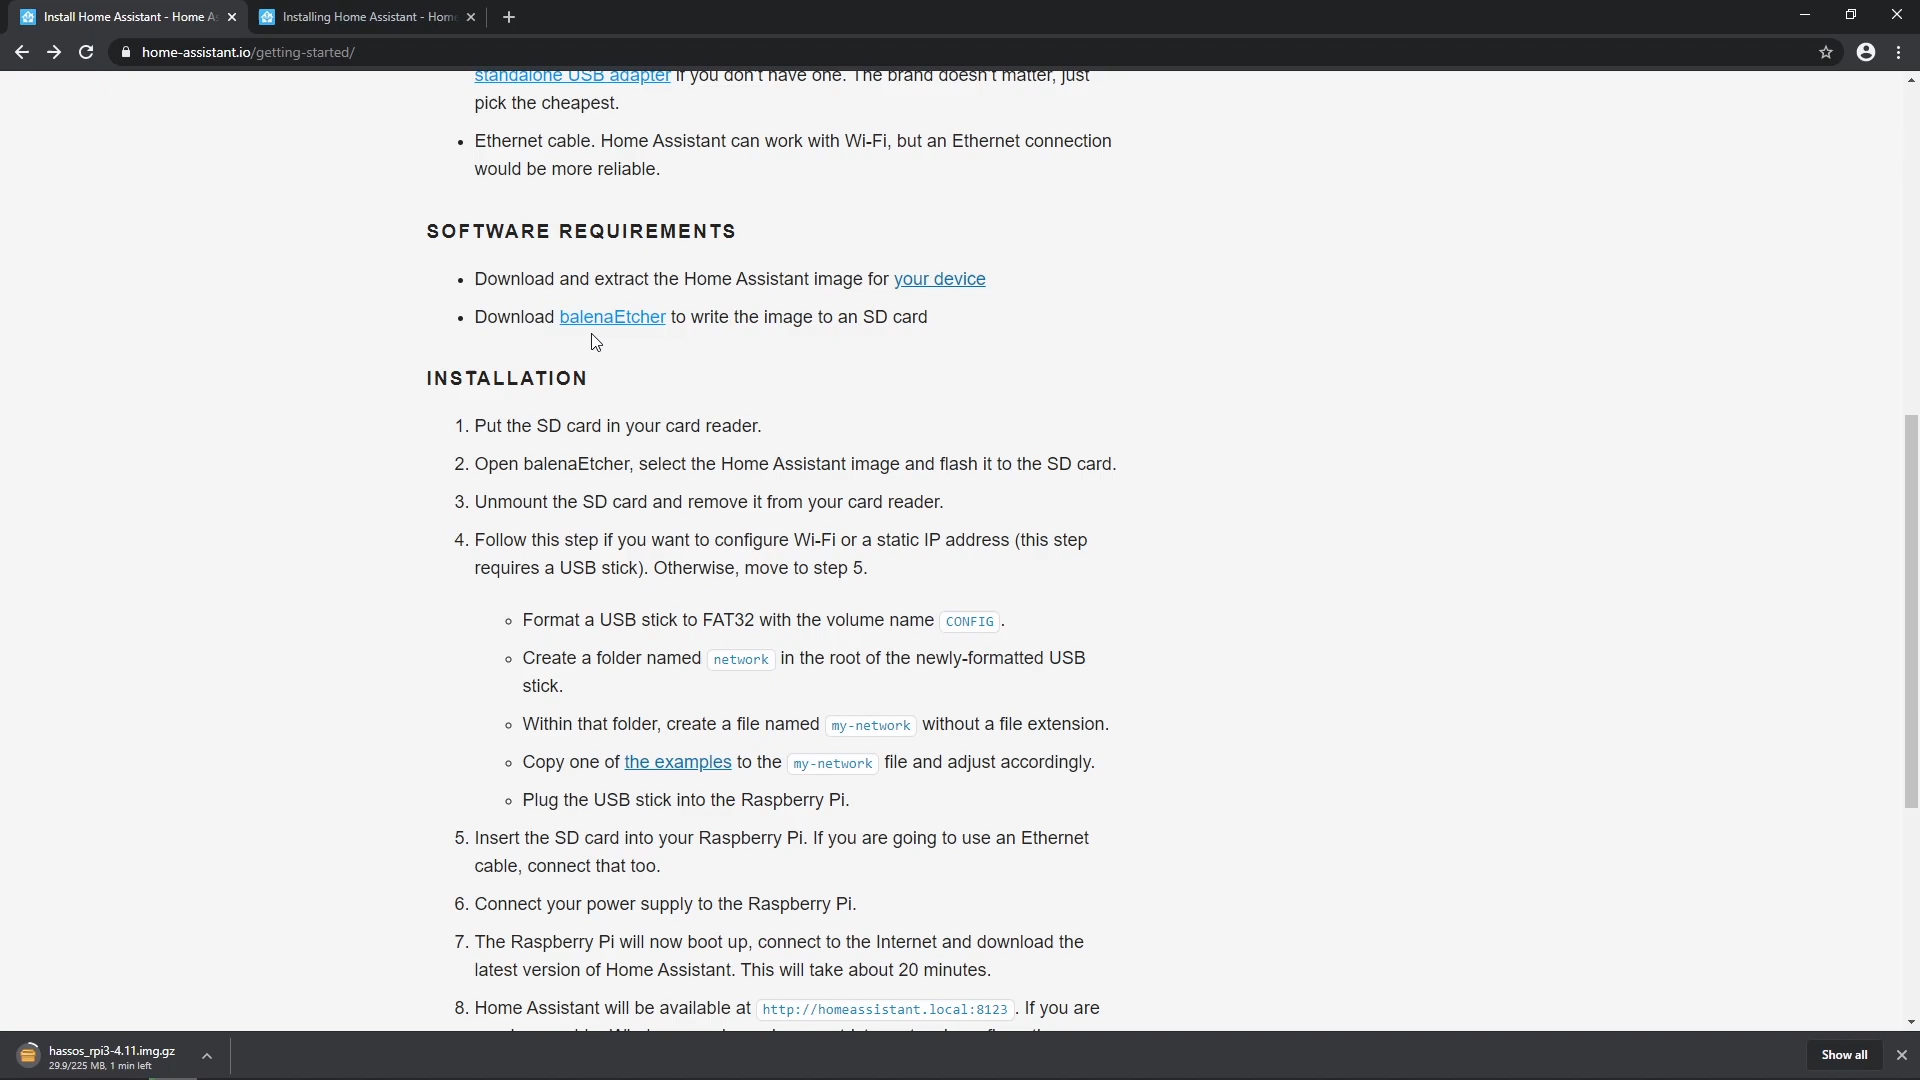 Install Home Assistant - Home As
Installing Home Assistant - Home
home-assistant.io/getting-started/
standalone USB adapter if you don't have one. The brand doesn't matter, just
pick the cheapest.
• Ethernet cable. Home Assistant can work with Wi-Fi, but an Ethernet connection
would be more reliable.
SOFTWARE REQUIREMENTS
• Download and extract the Home Assistant image for your device
• Download balenaEtcher to write the image to an SD card
INSTALLATION
1. Put the SD card in your card reader.
2. Open balenaEtcher, select the Home Assistant image and flash it to the SD card.
3. Unmount the SD card and remove it from your card reader.
4. Follow this step if you want to configure Wi-Fi or a static IP address (this step
requires a USB stick). Otherwise, move to step 5.
◦ Format a USB stick to FAT32 with the volume name CONFIG.
◦ Create a folder named network in the root of the newly-formatted USB
stick.
◦ Within that folder, create a file named my-network without a file extension.
◦ Copy one of the examples to the my-network file and adjust accordingly.
◦ Plug the USB stick into the Raspberry Pi.
5. Insert the SD card into your Raspberry Pi. If you are going to use an Ethernet
cable, connect that too.
6. Connect your power supply to the Raspberry Pi.
7. The Raspberry Pi will now boot up, connect to the Internet and download the
latest version of Home Assistant. This will take about 20 minutes.
8. Home Assistant will be available at http://homeassistant.local:8123. If you are
hassos_rpi3-4.11.img.gz
29.9/225 MB, 1 min left
Show all